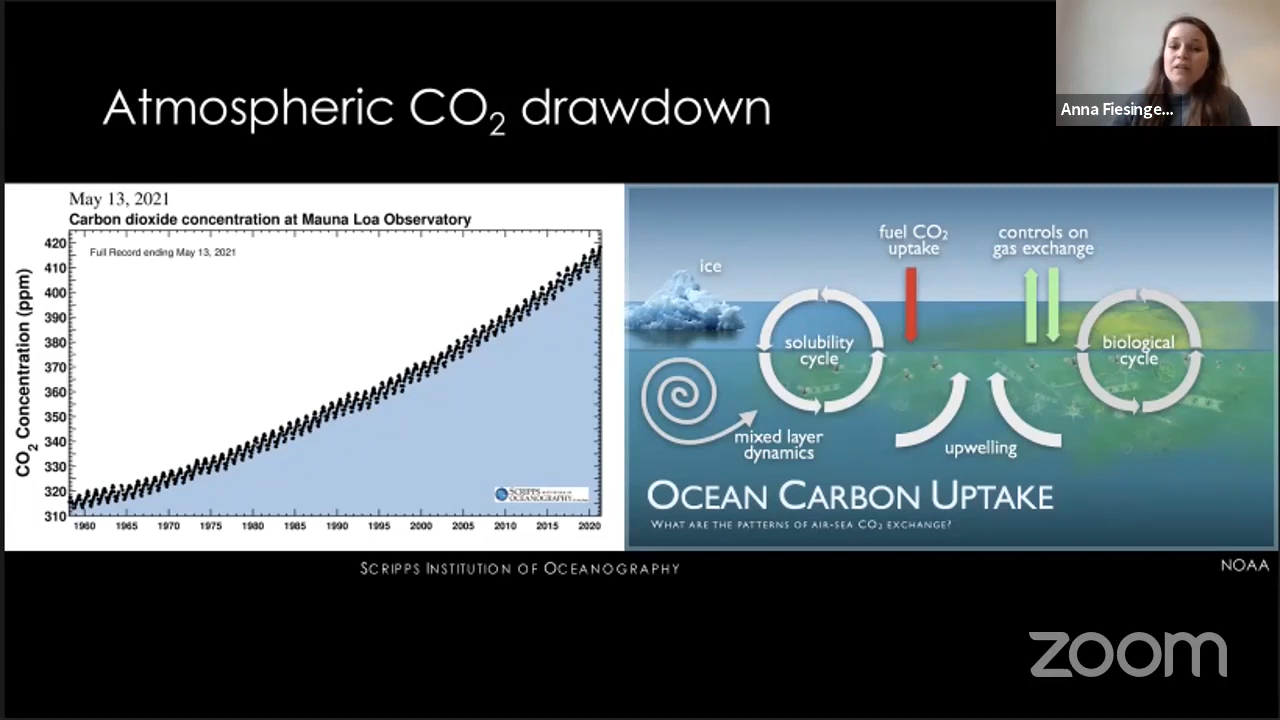 Atmospheric CO₂ drawdown
Anna Fiesinge...
May 13, 2021
Carbon dioxide concentration at Mauna Loa Observatory
Full Record ending May 13, 2021
CO₂ Concentration (ppm)
420
410
400
390
380
370
360
350
340
330
320
310
1960 1965 1970 1975 1980 1985 1990 1995 2000 2005 2010 2015 2020
SCRIPPS
OCEANOGRAPHY
ice
fuel CO₂
uptake
controls on
gas exchange
solubility
cycle
biological
cycle
mixed layer
dynamics
upwelling
OCEAN CARBON UPTAKE
WHAT ARE THE PATTERNS OF AIR-SEA CO₂ EXCHANGE?
SCRIPPS INSTITUTION OF OCEANOGRAPHY
NOAA
zoom